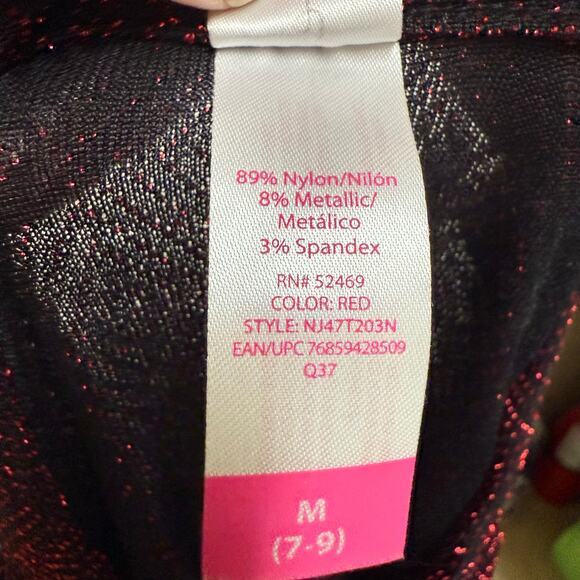 89% Nylon/Nilón
8% Metallic/
Metálico
3% Spandex
RN# 52469
COLOR: RED
STYLE: NJ47T203N
EAN/UPC 76859428509
Q37
M
(7-9)